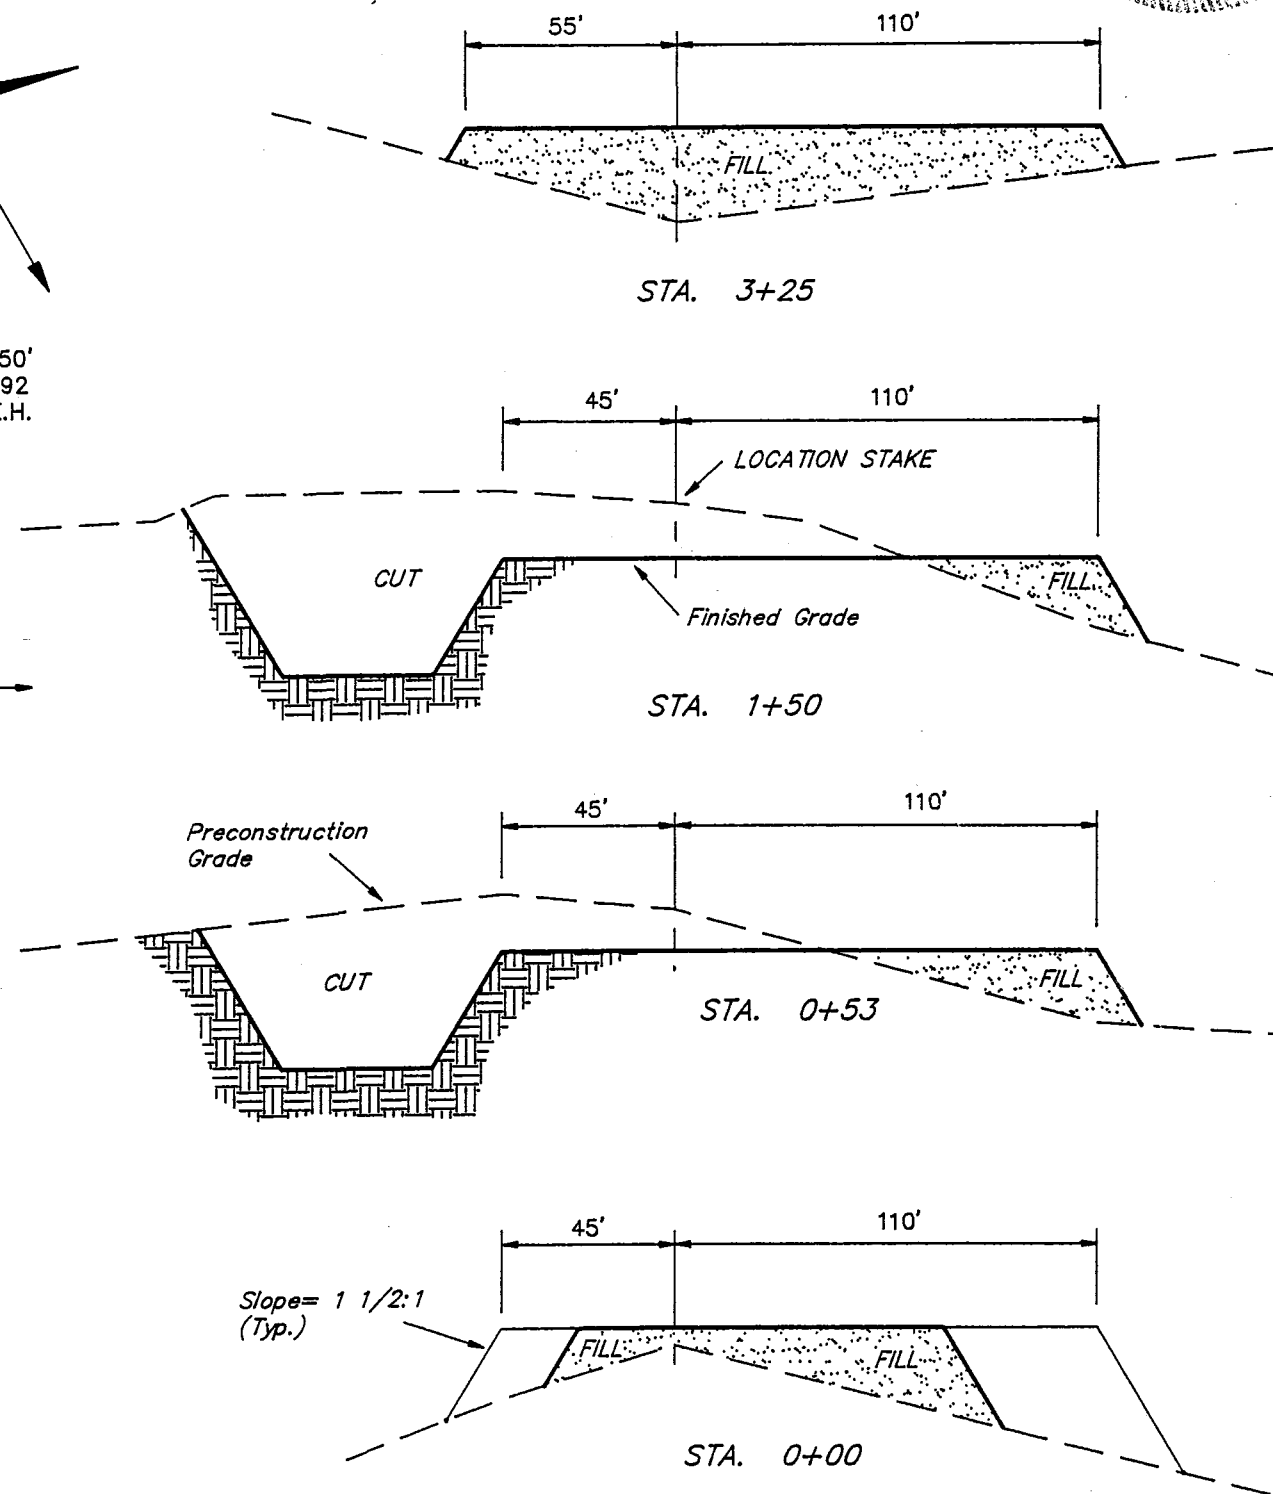 55' 110'
FILL
STA. 3+25
50'
92
.H.
45' 110'
LOCATION STAKE
CUT
FILL
Finished Grade
STA. 1+50
Preconstruction
Grade
45' 110'
CUT
FILL
STA. 0+53
45' 110'
Slope= 1 1/2:1
(Typ.)
FILL
FILL
STA. 0+00